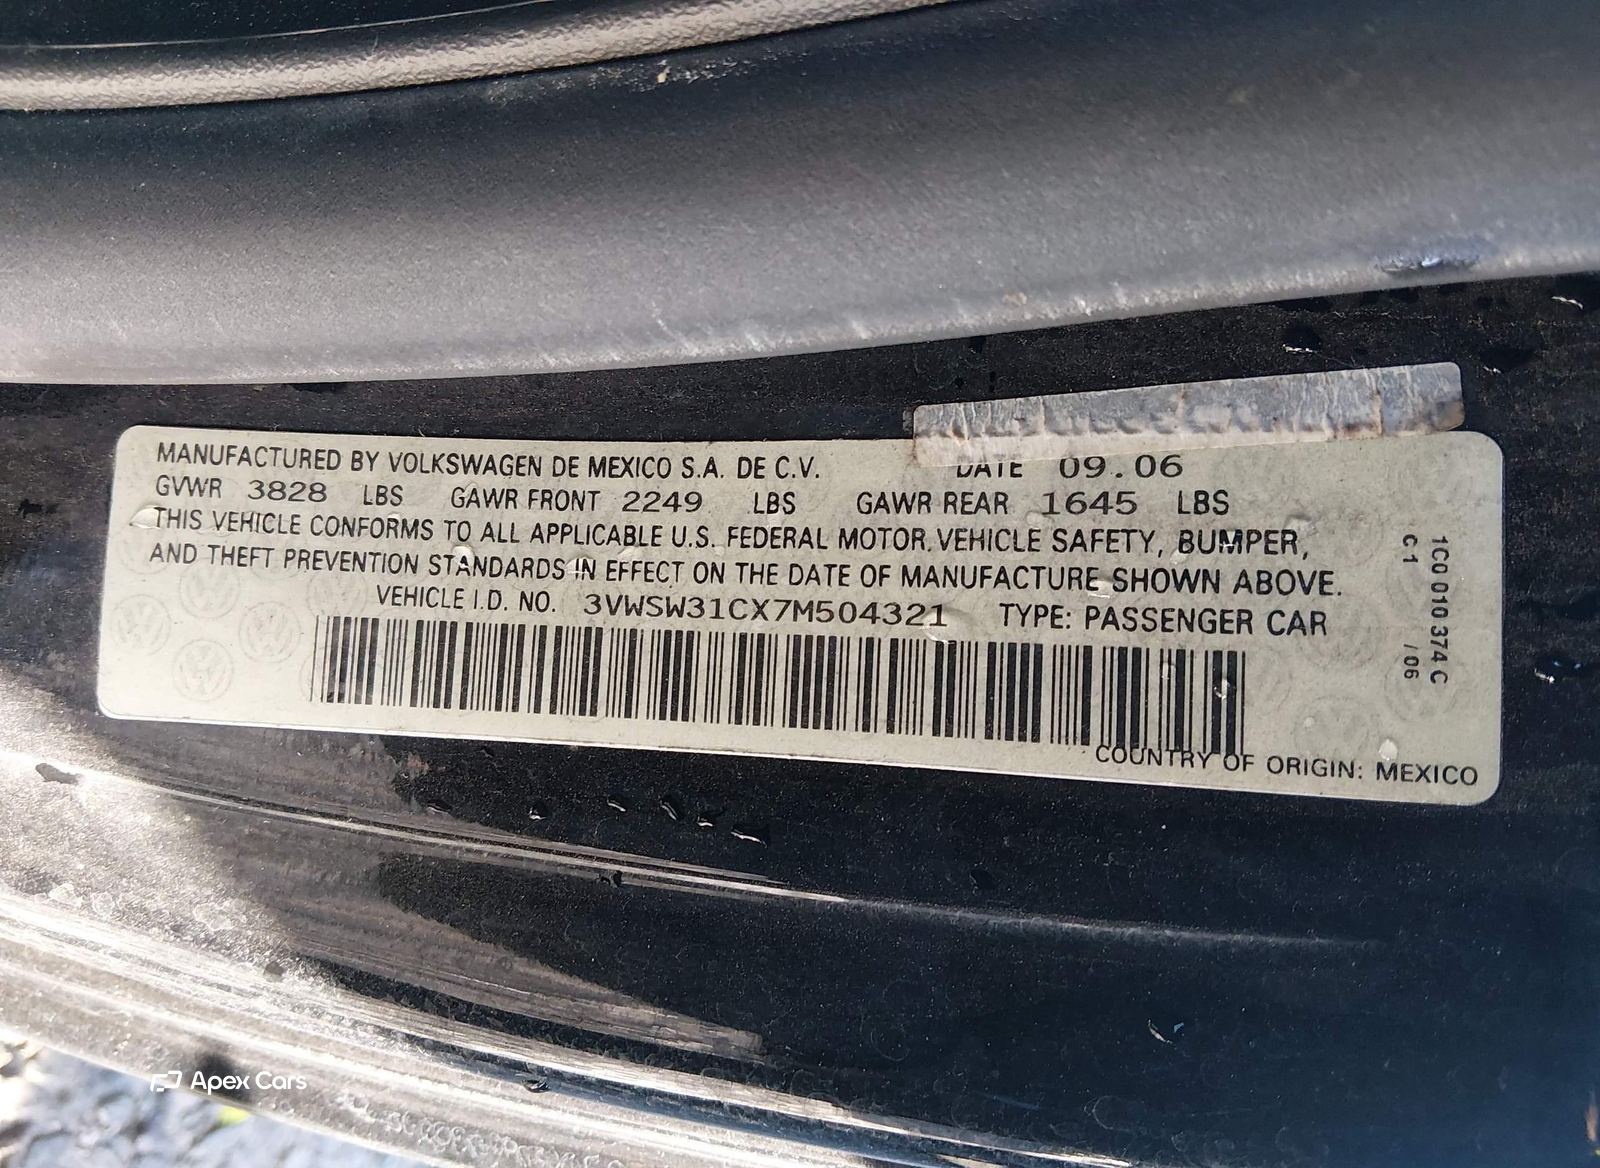 MANUFACTURED BY VOLKSWAGEN DE MEXICO S.A. DE C.V. DATE 09.06
GVWR 3828 LBS GAWR FRONT 2249 LBS GAWR REAR 1645 LBS
THIS VEHICLE CONFORMS TO ALL APPLICABLE U.S. FEDERAL MOTOR VEHICLE SAFETY, BUMPER,
AND THEFT PREVENTION STANDARDS IN EFFECT ON THE DATE OF MANUFACTURE SHOWN ABOVE.
VEHICLE I.D. NO. 3VWSW31CX7M504321 TYPE: PASSENGER CAR
COUNTRY OF ORIGIN: MEXICO
1C0 010 374 C
C1 /06
Apex Cars